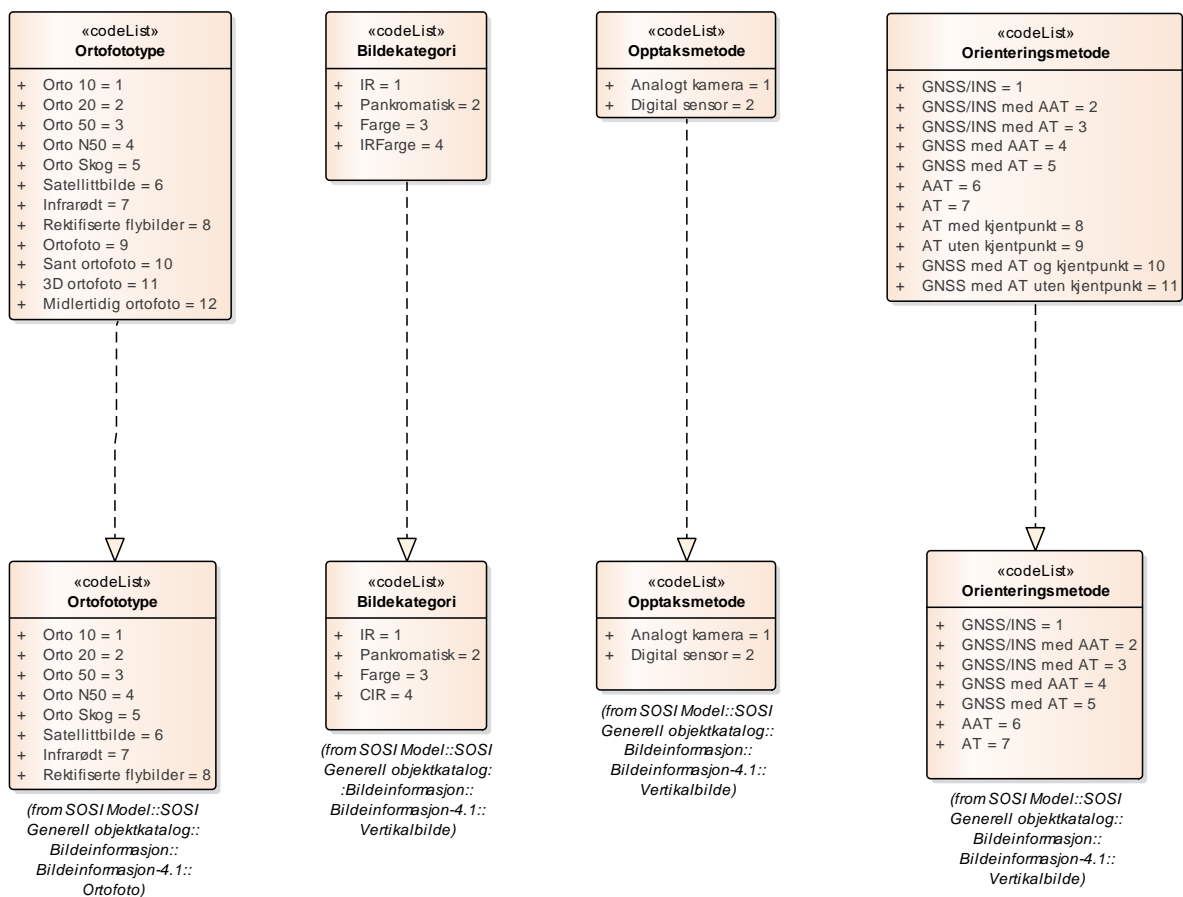 «codeList»
Ortofototype
+ Orto 10 = 1
+ Orto 20 = 2
+ Orto 50 = 3
+ Orto N50 = 4
+ Orto Skog = 5
+ Satellittbilde = 6
+ Infrarødt = 7
+ Rektifiserte flybilder = 8
+ Ortofoto = 9
+ Sant ortofoto = 10
+ 3D ortofoto = 11
+ Midlertidig ortofoto = 12
«codeList»
Bildekategori
+ IR = 1
+ Pankromatisk = 2
+ Farge = 3
+ IRFarge = 4
«codeList»
Opptaksmetode
+ Analogt kamera = 1
+ Digital sensor = 2
«codeList»
Orienteringsmetode
+ GNSS/INS = 1
+ GNSS/INS med AAT = 2
+ GNSS/INS med AT = 3
+ GNSS med AAT = 4
+ GNSS med AT = 5
+ AAT = 6
+ AT = 7
+ AT med kjentpunkt = 8
+ AT uten kjentpunkt = 9
+ GNSS med AT og kjentpunkt = 10
+ GNSS med AT uten kjentpunkt = 11
«codeList»
Ortofototype
+ Orto 10 = 1
+ Orto 20 = 2
+ Orto 50 = 3
+ Orto N50 = 4
+ Orto Skog = 5
+ Satellittbilde = 6
+ Infrarødt = 7
+ Rektifiserte flybilder = 8
(from SOSI Model::SOSI
Generell objektkatalog::
Bildeinformasjon::
Bildeinformasjon-4.1::
Ortofoto)
«codeList»
Bildekategori
+ IR = 1
+ Pankromatisk = 2
+ Farge = 3
+ CIR = 4
(from SOSI Model::SOSI
Generell objektkatalog:
:Bildeinformasjon::
Bildeinformasjon-4.1::
Vertikalbilde)
«codeList»
Opptaksmetode
+ Analogt kamera = 1
+ Digital sensor = 2
(from SOSI Model::SOSI
Generell objektkatalog::
Bildeinformasjon::
Bildeinformasjon-4.1::
Vertikalbilde)
«codeList»
Orienteringsmetode
+ GNSS/INS = 1
+ GNSS/INS med AAT = 2
+ GNSS/INS med AT = 3
+ GNSS med AAT = 4
+ GNSS med AT = 5
+ AAT = 6
+ AT = 7
(from SOSI Model::SOSI
Generell objektkatalog::
Bildeinformasjon::
Bildeinformasjon-4.1::
Vertikalbilde)